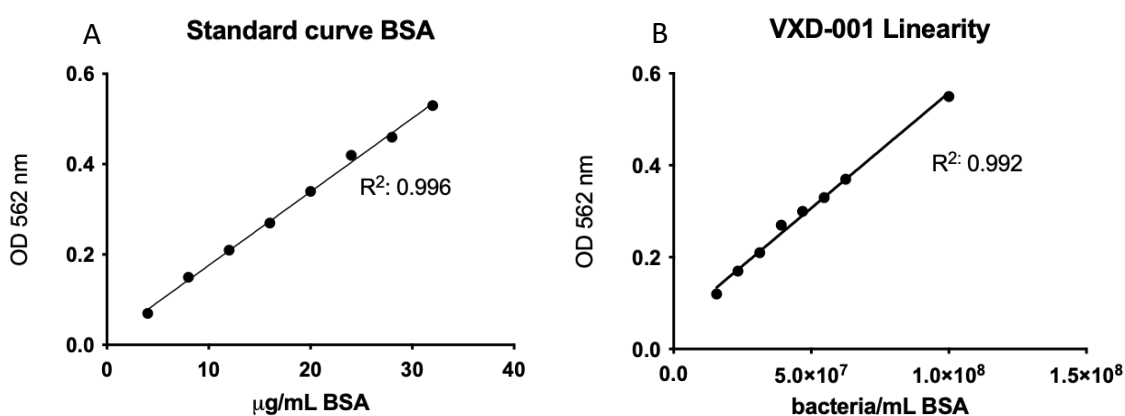 A
Standard curve BSA
OD 562 nm
0.6
0.4
0.2
0.0
R²: 0.996
0 10 20 30 40
μg/mL BSA
B
VXD-001 Linearity
OD 562 nm
0.6
0.4
0.2
0.0
R²: 0.992
0.0 5.0×10⁷ 1.0×10⁸ 1.5×10⁸
bacteria/mL BSA